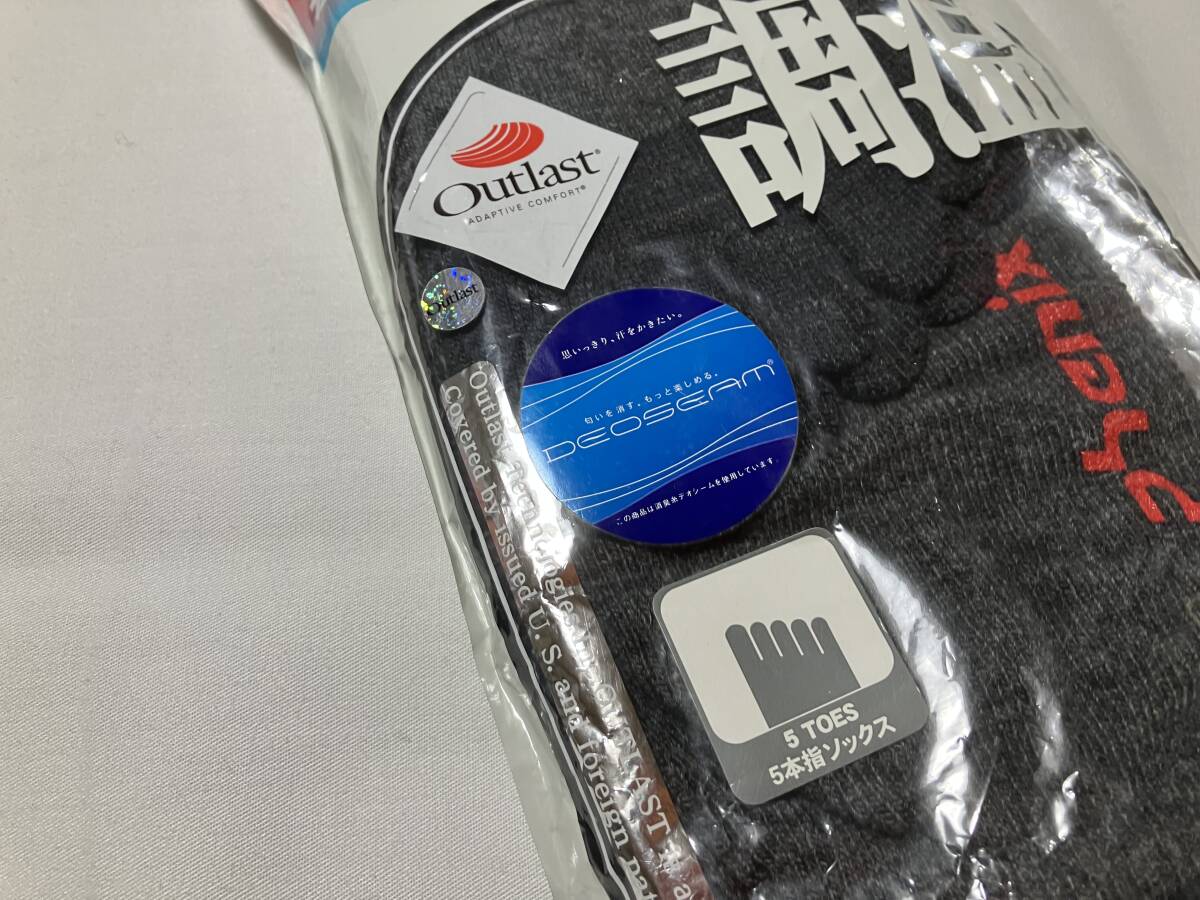 調温
Outlast®
ADAPTIVE COMFORT®
Outlast
思いっきり、汗をかきたい。
匂いを消す。もっと楽しめる。
DEOSEAM®
この商品は消臭糸デオシームを使用しています
Outlast Technologies
OUTLAST
Covered by issued U. S. and foreign pat
5 TOES
5本指ソックス